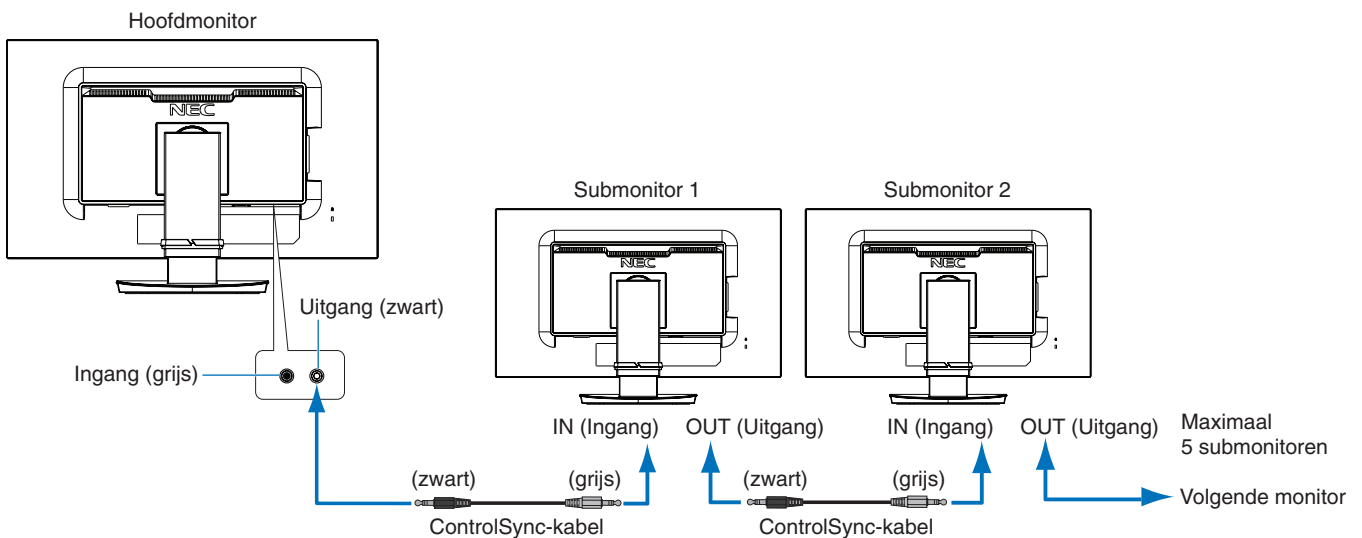 Hoofdmonitor
NEC
Submonitor 1
Submonitor 2
NEC
NEC
Uitgang (zwart)
Ingang (grijs)
IN (Ingang)
OUT (Uitgang)
IN (Ingang)
OUT (Uitgang)
Maximaal
5 submonitoren
(zwart)
(grijs)
(zwart)
(grijs)
Volgende monitor
ControlSync-kabel
ControlSync-kabel